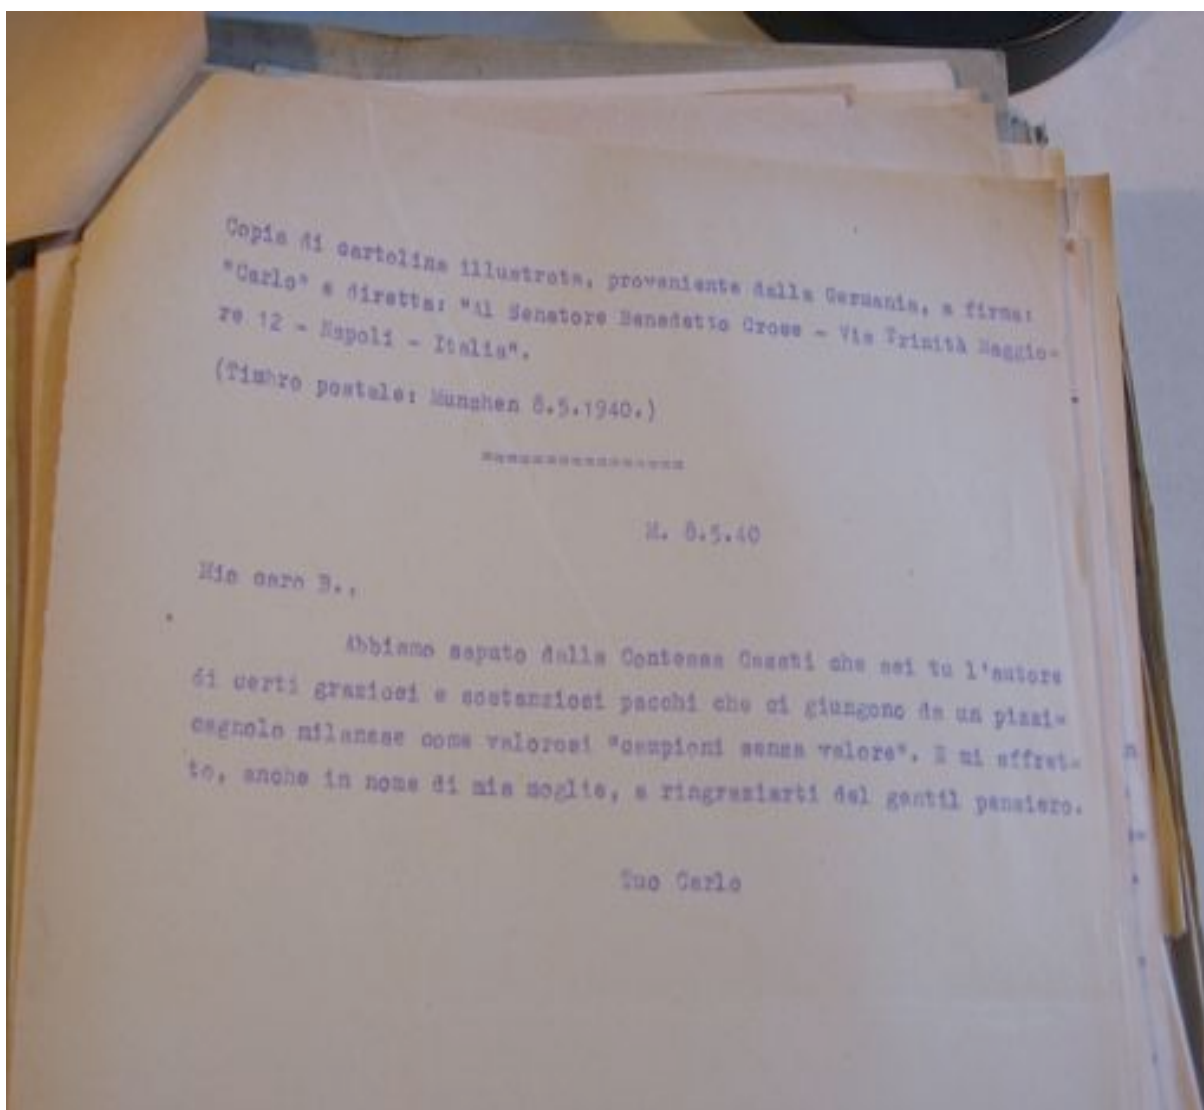 Copia di cartolina illustrata, proveniente dalla Germania, a firma:
"Carlo" e diretta: "Al Senatore Benedetto Croce - Via Trinità Maggio=
re 12 - Napoli - Italia".
(Timbro postale: Munchen 8.5.1940.)
================
M. 8.5.40
Mio caro B.,
Abbiamo saputo dalla Contessa Casati che sei tu l'autore
di certi graziosi e sostanziosi pacchi che ci giungono da un pizzi=
cagnolo milanese come valorosi "campioni senza valore". E mi affret=
to, anche in nome di mia moglie, a ringraziarti del gentil pensiero.
Tuo Carlo